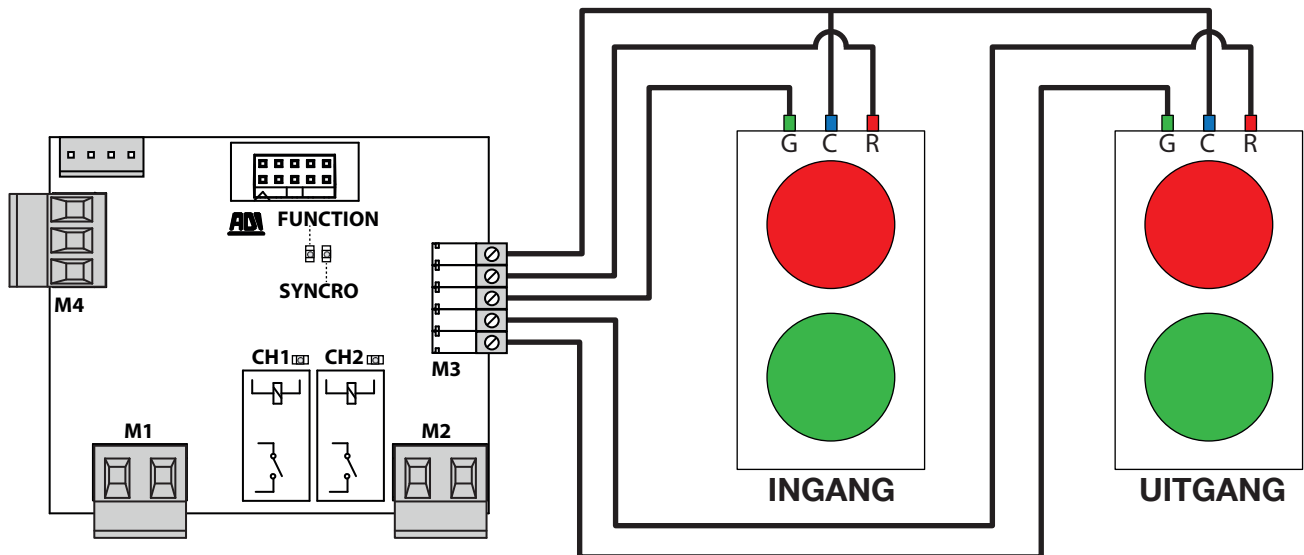 G C R
G C R
ADI FUNCTION
SYNCRO
M4
CH1 CH2
M3
M1
M2
INGANG
UITGANG